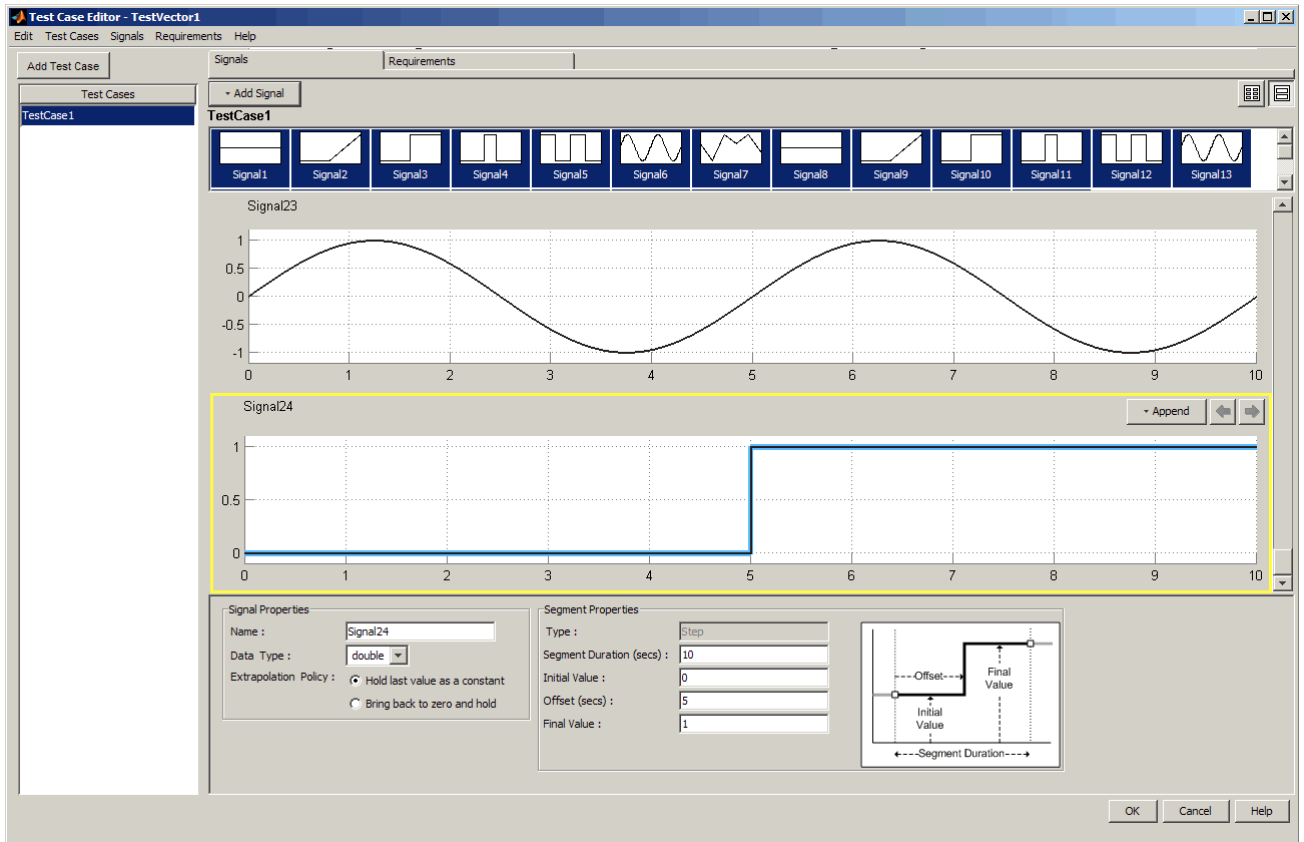 Test Case Editor - TestVector1
Edit Test Cases Signals Requirements Help
Add Test Case
Test Cases
TestCase1
Signals Requirements
Add Signal
TestCase1
Signal1 Signal2 Signal3 Signal4 Signal5 Signal6 Signal7 Signal8 Signal9 Signal10 Signal11 Signal12 Signal13
Signal23
1
0.5
0
-0.5
-1
0 1 2 3 4 5 6 7 8 9 10
Signal24
Append
1
0.5
0
0 1 2 3 4 5 6 7 8 9 10
Signal Properties
Name : Signal24
Data Type : double
Extrapolation Policy : Hold last value as a constant
Bring back to zero and hold
Segment Properties
Type : Step
Segment Duration (secs) : 10
Initial Value : 0
Offset (secs) : 5
Final Value : 1
Offset
Final
Value
Initial
Value
Segment Duration
OK Cancel Help